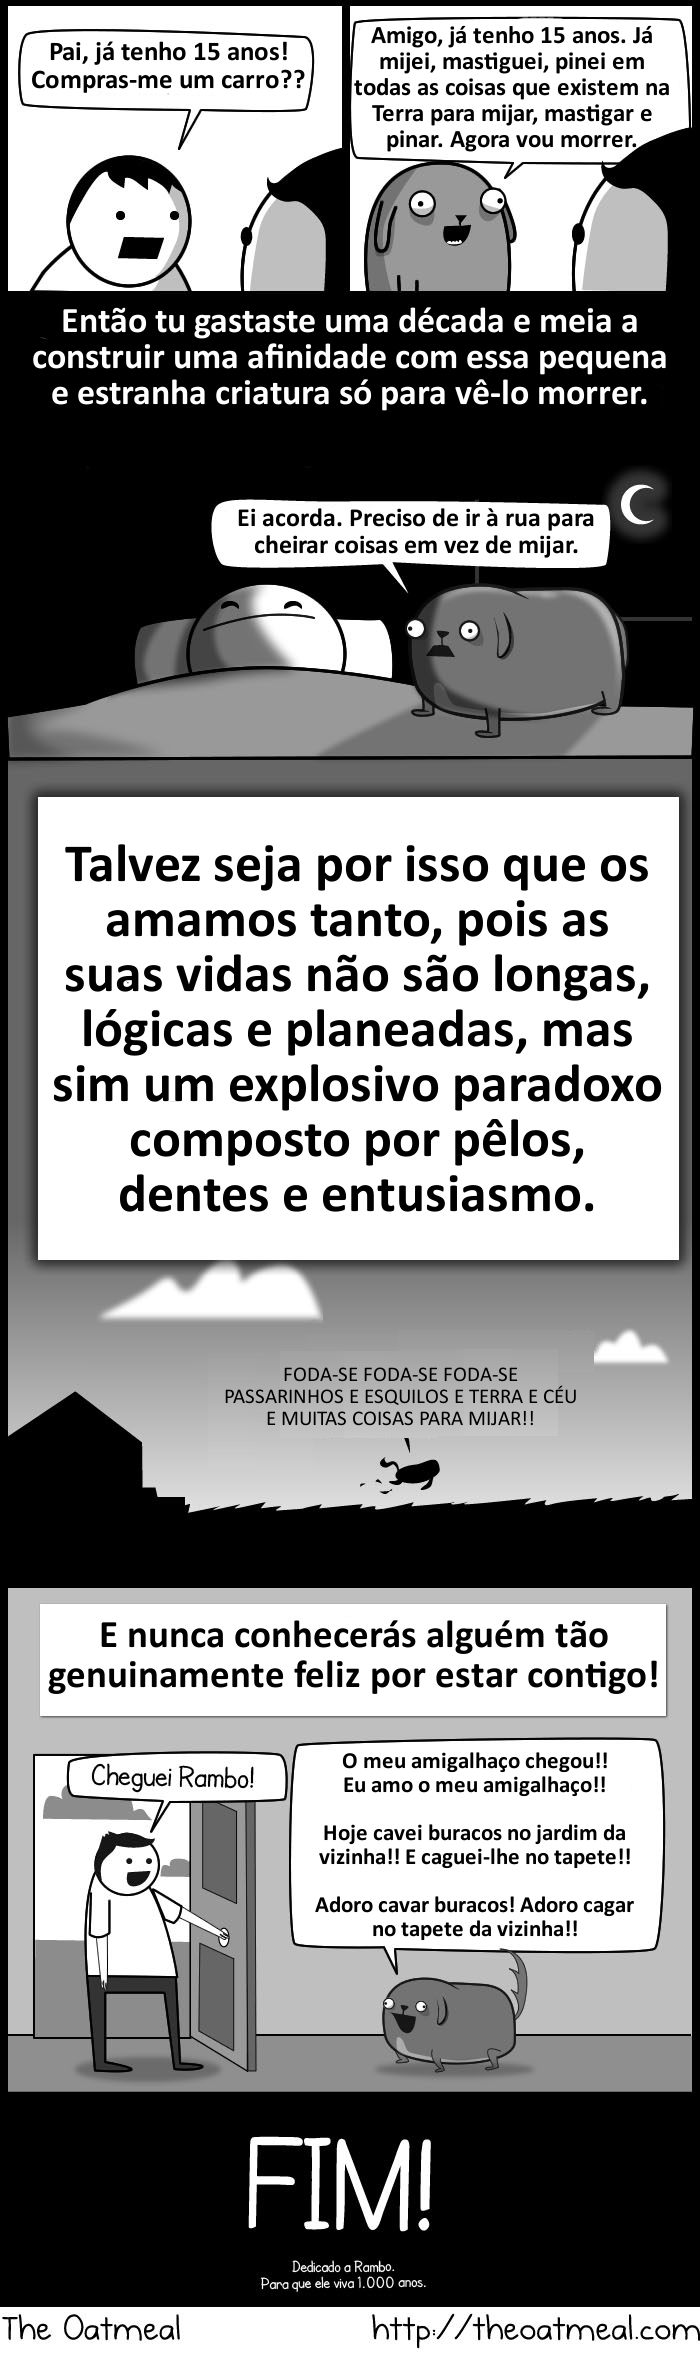 Pai, já tenho 15 anos!
Compras-me um carro??
Amigo, já tenho 15 anos. Já
mijei, mastiguei, pinei em
todas as coisas que existem na
Terra para mijar, mastigar e
pinar. Agora vou morrer.
Então tu gastaste uma década e meia a
construir uma afinidade com essa pequena
e estranha criatura só para vê-lo morrer.
Ei acorda. Preciso de ir à rua para
cheirar coisas em vez de mijar.
Talvez seja por isso que os
amamos tanto, pois as
suas vidas não são longas,
lógicas e planeadas, mas
sim um explosivo paradoxo
composto por pêlos,
dentes e entusiasmo.
FODA-SE FODA-SE FODA-SE
PASSARINHOS E ESQUILOS E TERRA E CÉU
E MUITAS COISAS PARA MIJAR!!
E nunca conhecerás alguém tão
genuinamente feliz por estar contigo!
Cheguei Rambo!
O meu amigalhaço chegou!!
Eu amo o meu amigalhaço!!
Hoje cavei buracos no jardim da
vizinha!! E caguei-lhe no tapete!!
Adoro cavar buracos! Adoro cagar
no tapete da vizinha!!
FIM!
Dedicado a Rambo.
Para que ele viva 1.000 anos.
The Oatmeal http://theoatmeal.com